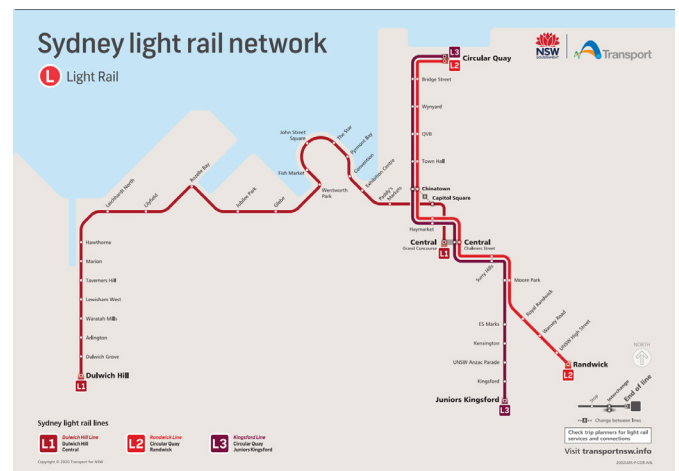 Sydney light rail network
L Light Rail
NSW
GOVERNMENT
Transport
L3
L2
Circular Quay
Bridge Street
Wynyard
QVB
Town Hall
Chinatown
Capitol Square
Haymarket
Central
Grand Concourse
L1
Central
Chalmers Street
Surry Hills
Moore Park
Royal Randwick
Wansey Road
UNSW High Street
Randwick
L2
ES Marks
Kensington
UNSW Anzac Parade
Kingsford
Juniors Kingsford
L3
Paddy's
Markets
Exhibition Centre
Convention
Pyrmont Bay
The Star
John Street
Square
Fish Market
Wentworth
Park
Glebe
Jubilee Park
Rozelle Bay
Lilyfield
Leichhardt North
Hawthorne
Marion
Taverners Hill
Lewisham West
Waratah Mills
Arlington
Dulwich Grove
Dulwich Hill
L1
NORTH
Stop
Interchange
End of line
Change between lines
Check trip planners for light rail
services and connections
Visit transportnsw.info
Sydney light rail lines
L1
Dulwich Hill Line
Dulwich Hill
Central
L2
Randwick Line
Circular Quay
Randwick
L3
Kingsford Line
Circular Quay
Juniors Kingsford
Copyright © 2020 Transport for NSW